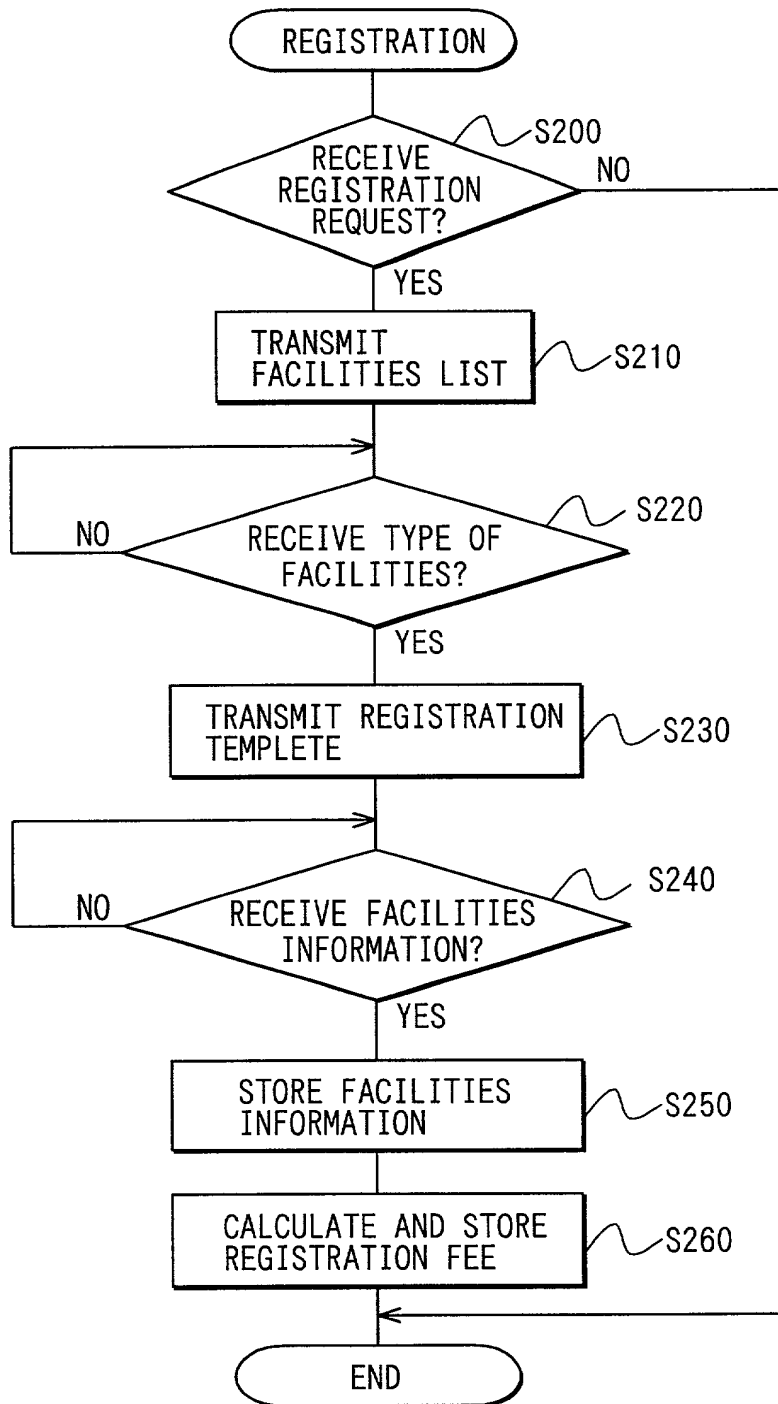 REGISTRATION
S200
RECEIVE
REGISTRATION
REQUEST?
NO
YES
TRANSMIT
FACILITIES LIST
S210
S220
NO
RECEIVE TYPE OF
FACILITIES?
YES
TRANSMIT REGISTRATION
TEMPLETE
S230
S240
NO
RECEIVE FACILITIES
INFORMATION?
YES
STORE FACILITIES
INFORMATION
S250
CALCULATE AND STORE
REGISTRATION FEE
S260
END